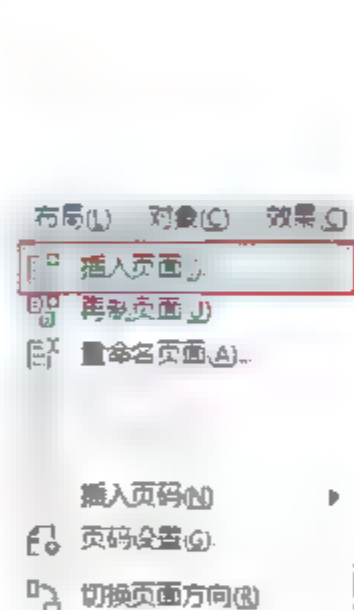 布局(L) 对象(C) 效果(C)
插入页面(I)...
再制页面(J)
重命名页面(A)...
插入页码(N)
页码设置(G)...
切换页面方向(R)